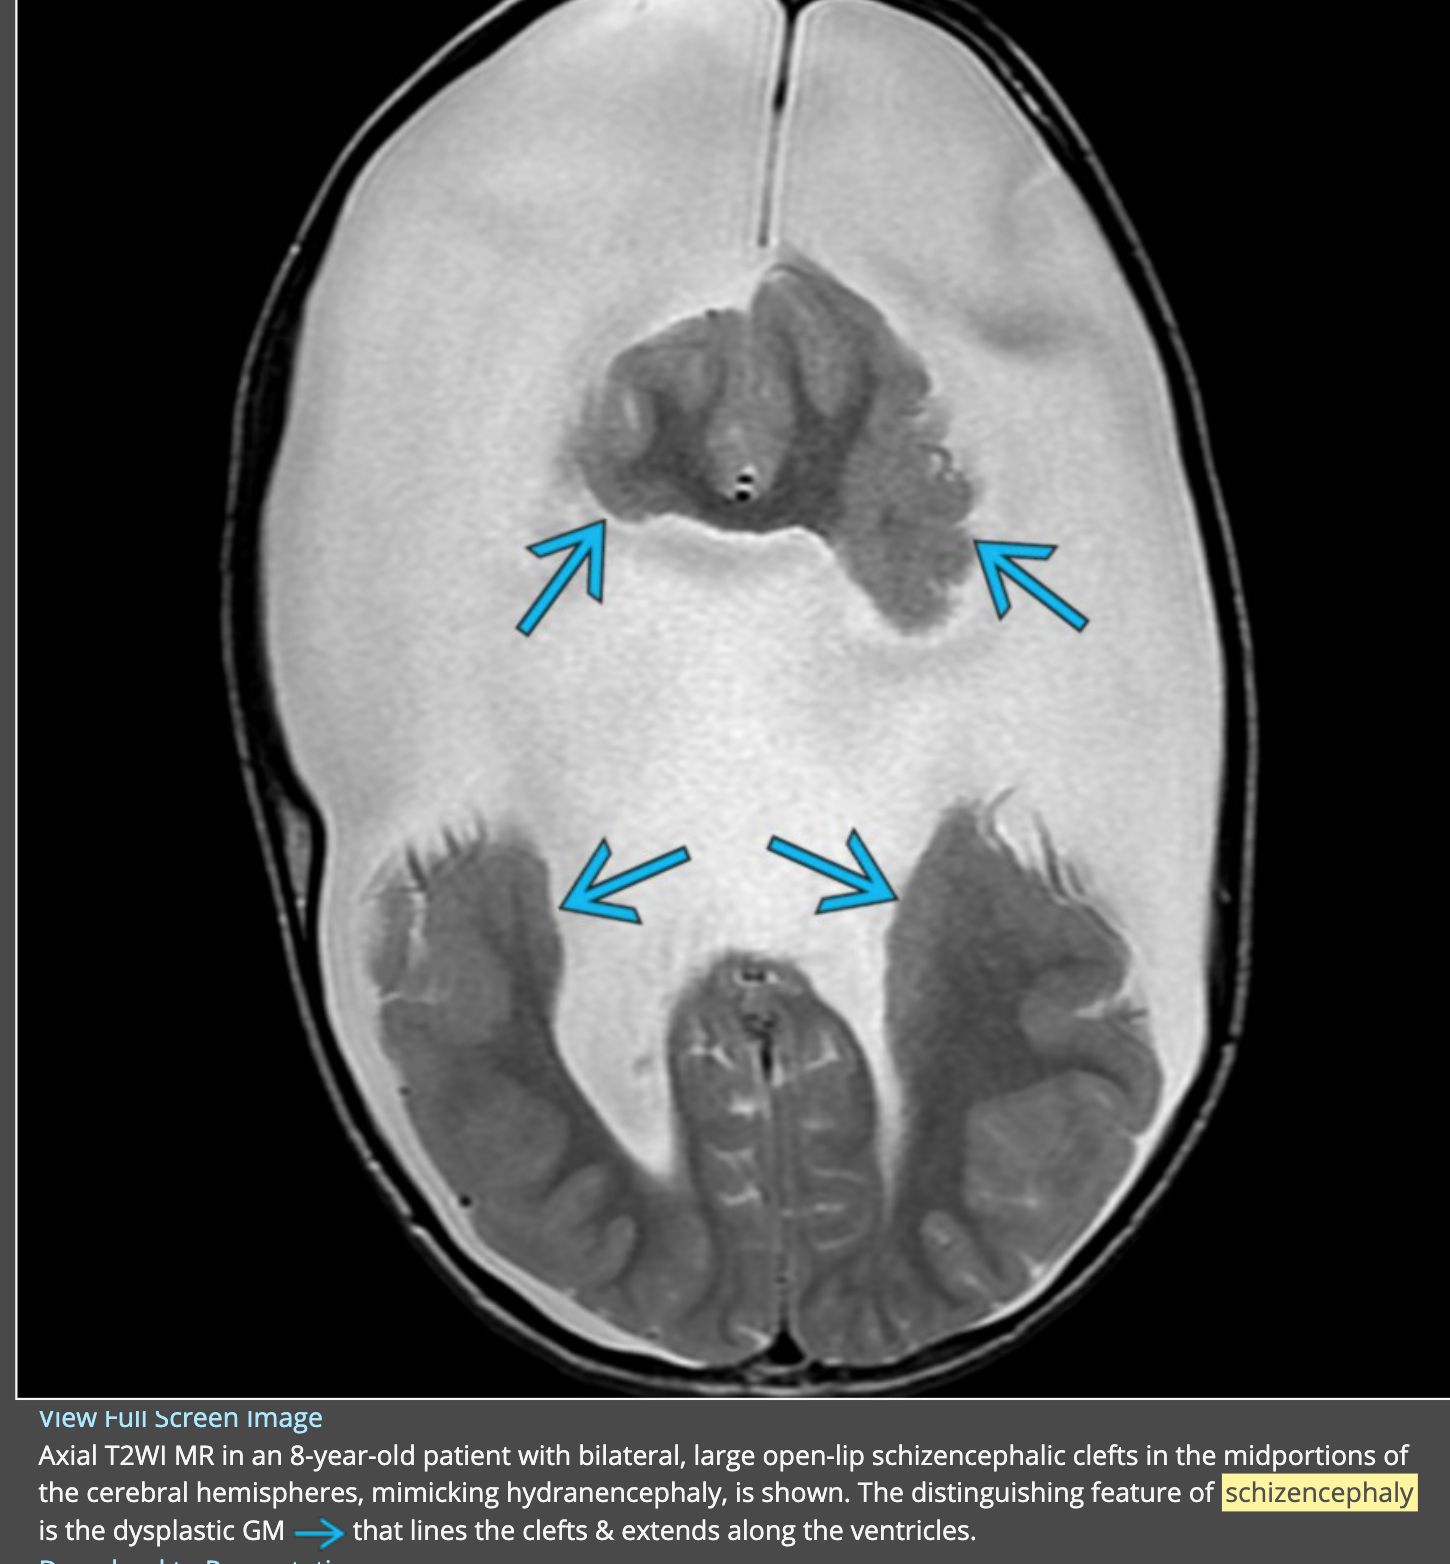 View Full Screen Image
Axial T2WI MR in an 8-year-old patient with bilateral, large open-lip schizencephalic clefts in the midportions of
the cerebral hemispheres, mimicking hydranencephaly, is shown. The distinguishing feature of schizencephaly
is the dysplastic GM → that lines the clefts & extends along the ventricles.